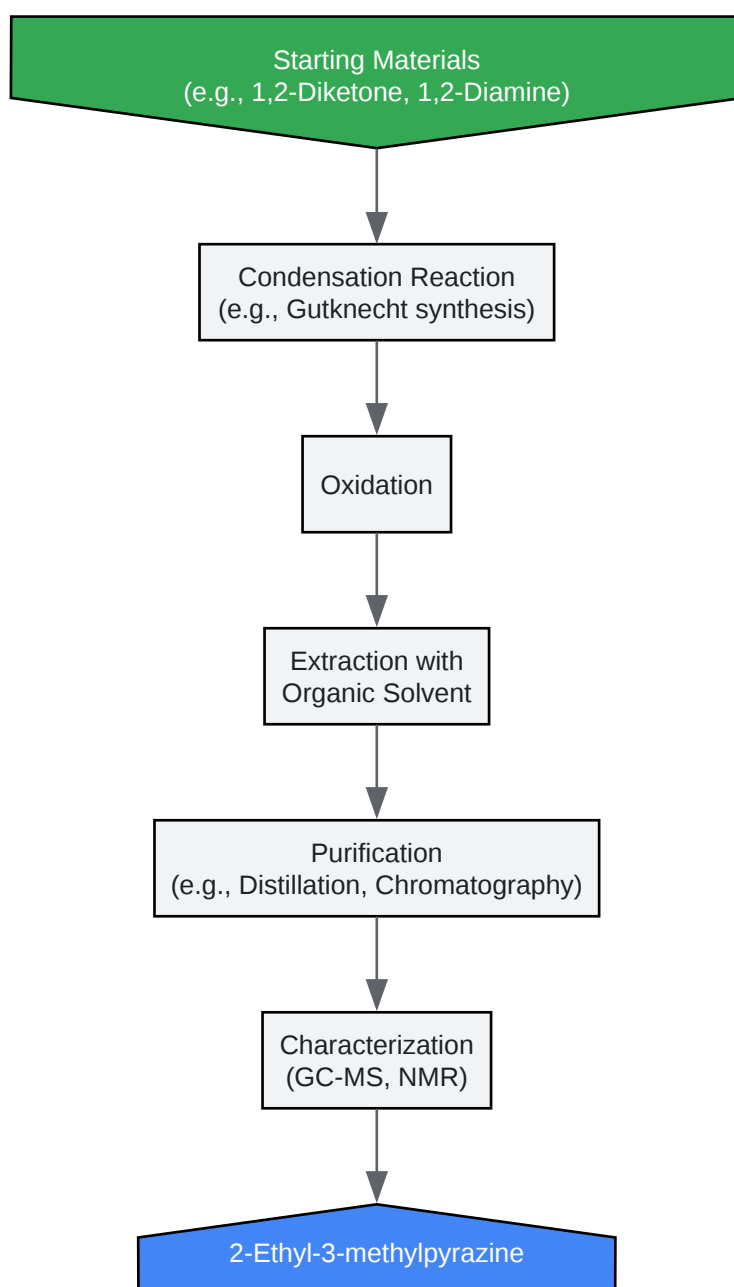 Starting Materials
(e.g., 1,2-Diketone, 1,2-Diamine)
Condensation Reaction
(e.g., Gutknecht synthesis)
Oxidation
Extraction with
Organic Solvent
Purification
(e.g., Distillation, Chromatography)
Characterization
(GC-MS, NMR)
2-Ethyl-3-methylpyrazine